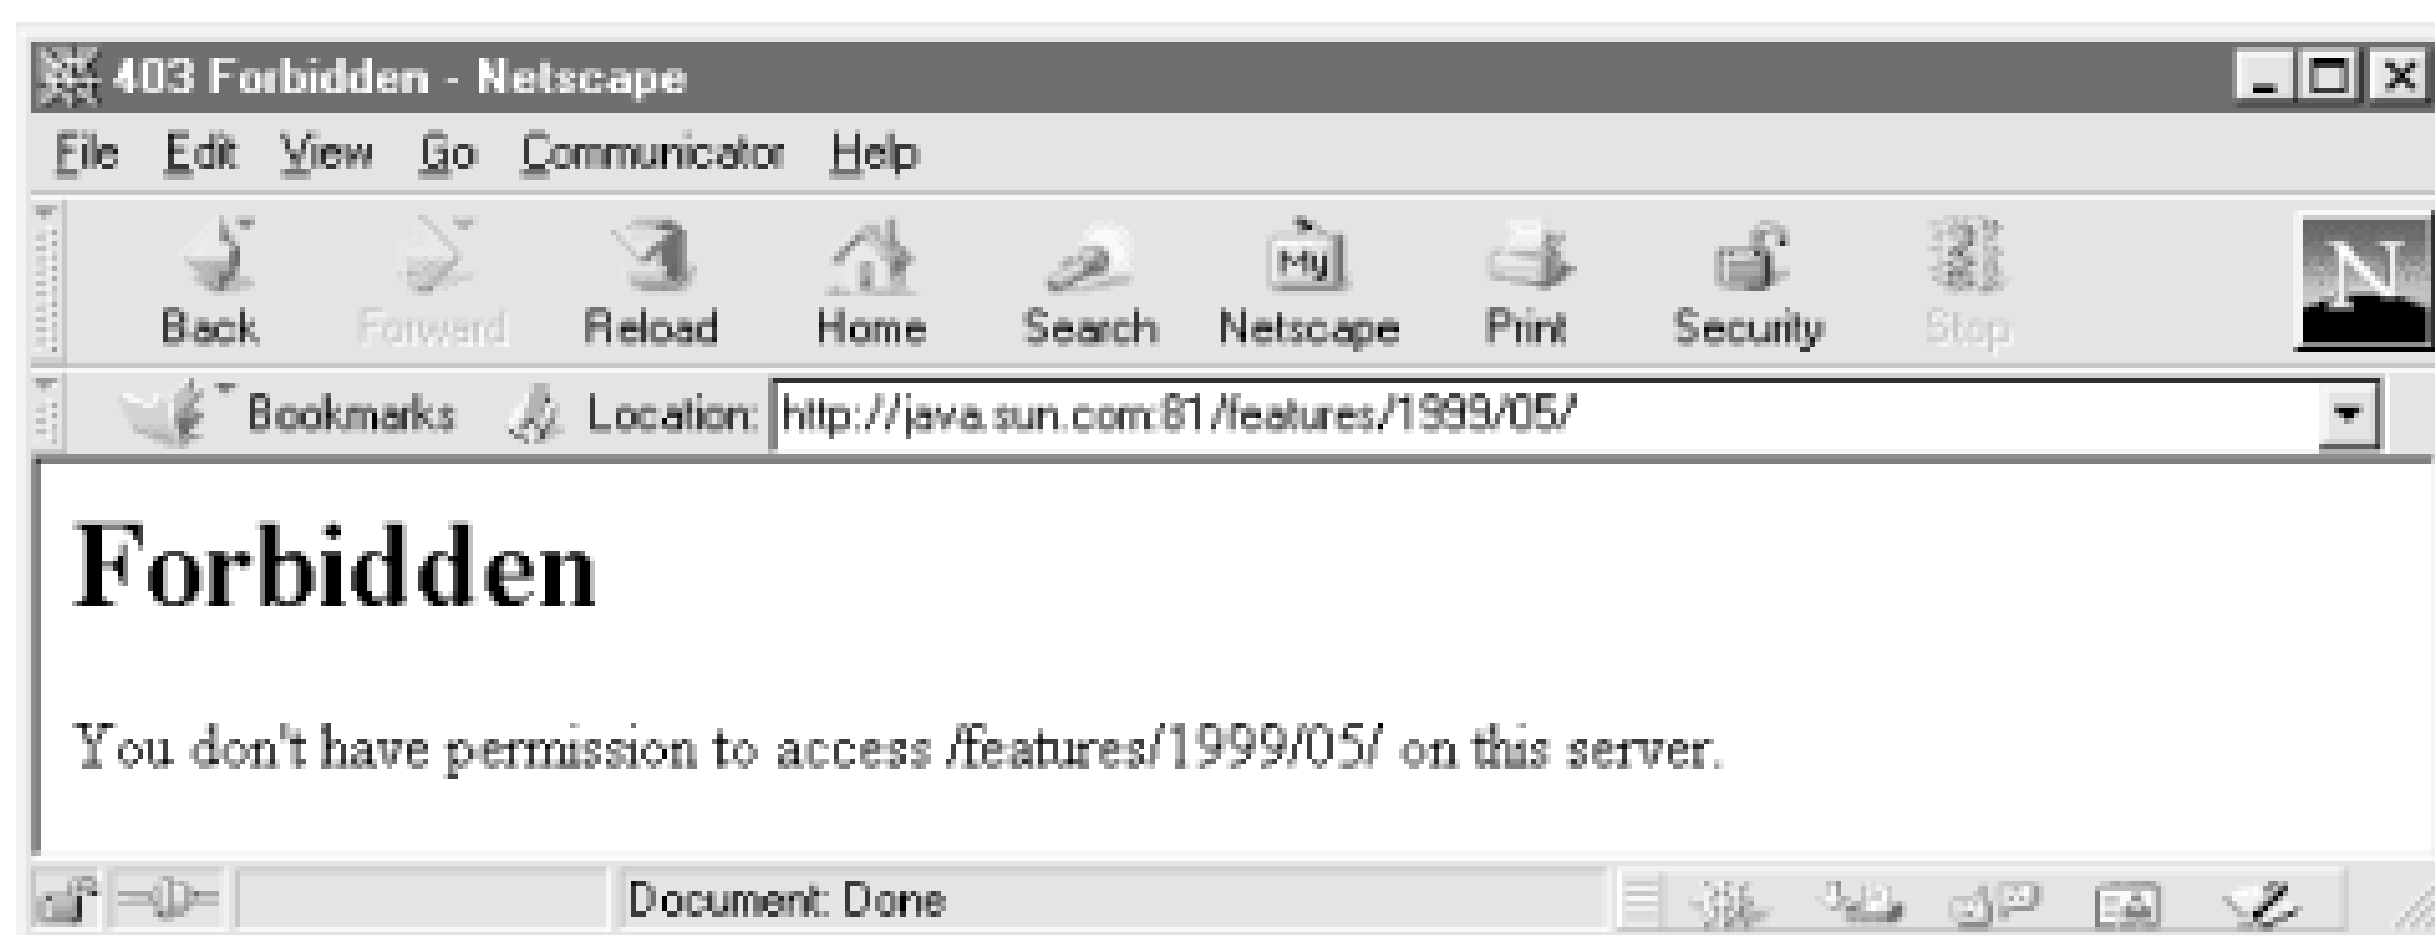 403 Forbidden - Netscape
File Edit View Go Communicator Help
My
N
Back Forward Reload Home Search Netscape Print Security Stop
Bookmarks Location: http://java.sun.com:81/features/1999/05/
Forbidden
You don't have permission to access /features/1999/05/ on this server.
Document: Done